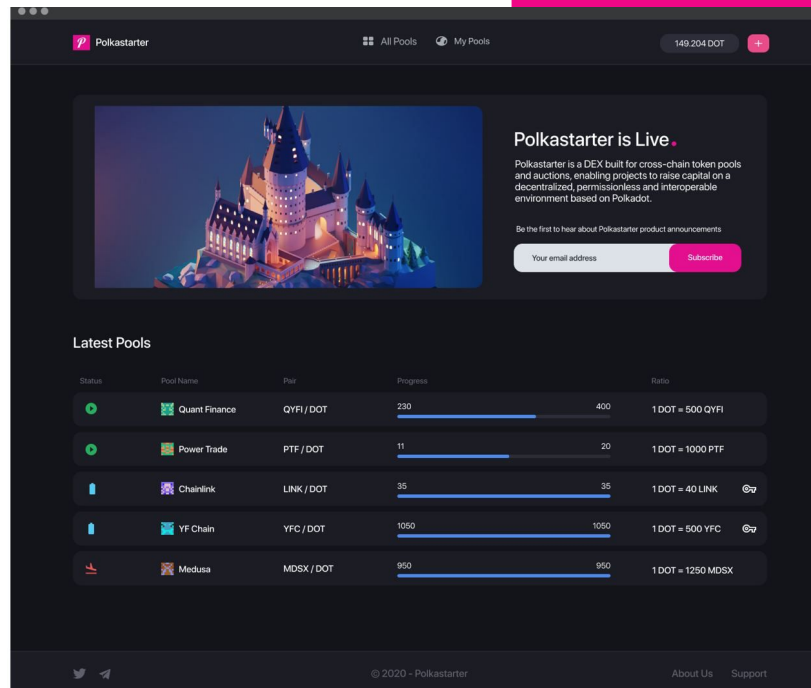 Polkastarter
All Pools
My Pools
149.204 DOT
Polkastarter is Live.
Polkastarter is a DEX built for cross-chain token pools
and auctions, enabling projects to raise capital on a
decentralized, permissionless and interoperable
environment based on Polkadot.
Be the first to hear about Polkastarter product announcements
Your email address
Subscribe
Latest Pools
Status Pool Name Pair Progress Ratio
Quant Finance QYFI / DOT 230 400 1 DOT = 500 QYFI
Power Trade PTF / DOT 11 20 1 DOT = 1000 PTF
Chainlink LINK / DOT 35 35 1 DOT = 40 LINK
YF Chain YFC / DOT 1050 1050 1 DOT = 500 YFC
Medusa MDSX / DOT 950 950 1 DOT = 1250 MDSX
© 2020 - Polkastarter
About Us Support